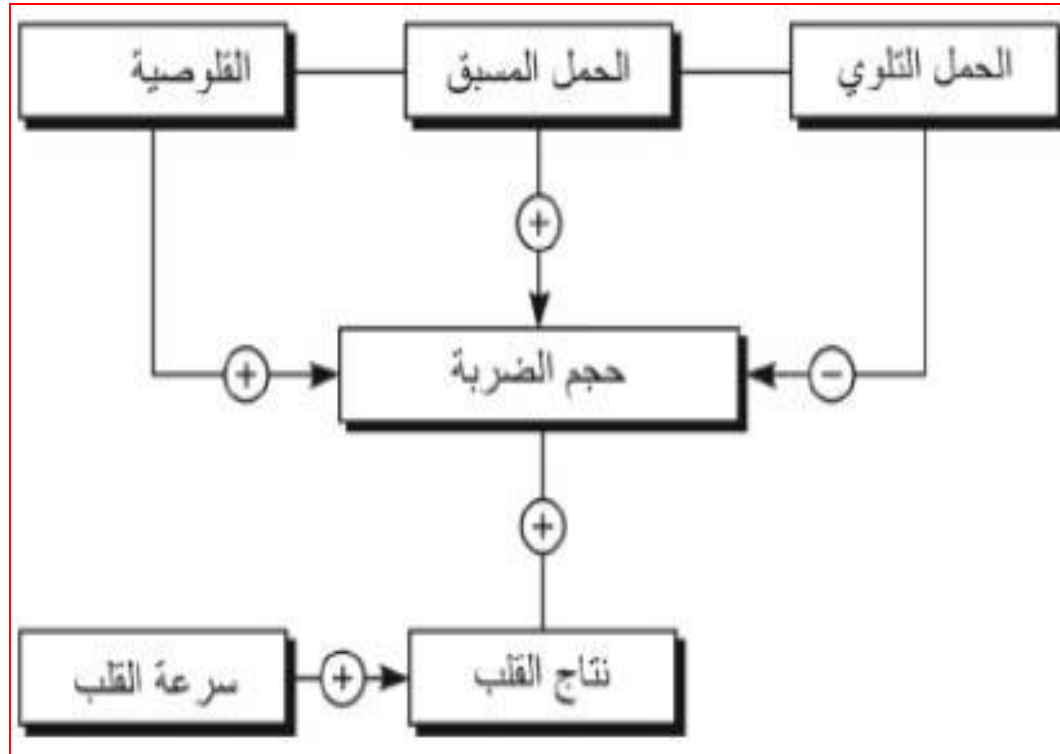 الحمل التلوي
الحمل المسبق
القلوصية
+
+
−
حجم الضربة
+
نتاج القلب
+
سرعة القلب